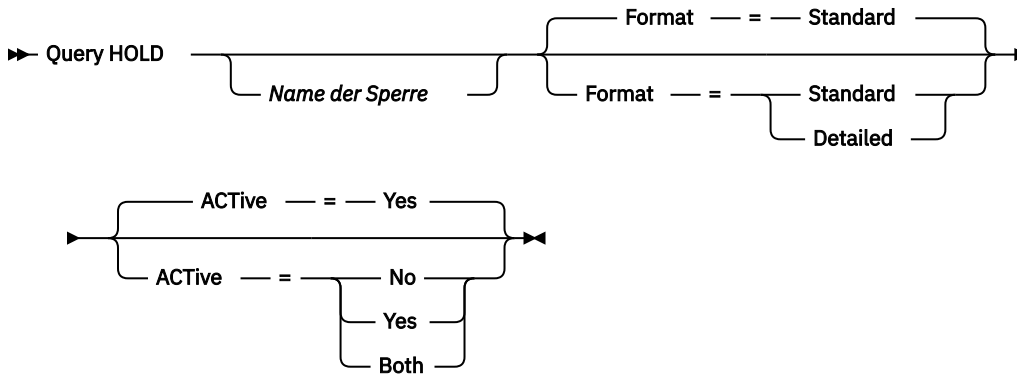 Format = Standard
Query HOLD
Name der Sperre
Format = Standard
Detailed
ACTive = Yes
ACTive = No
Yes
Both